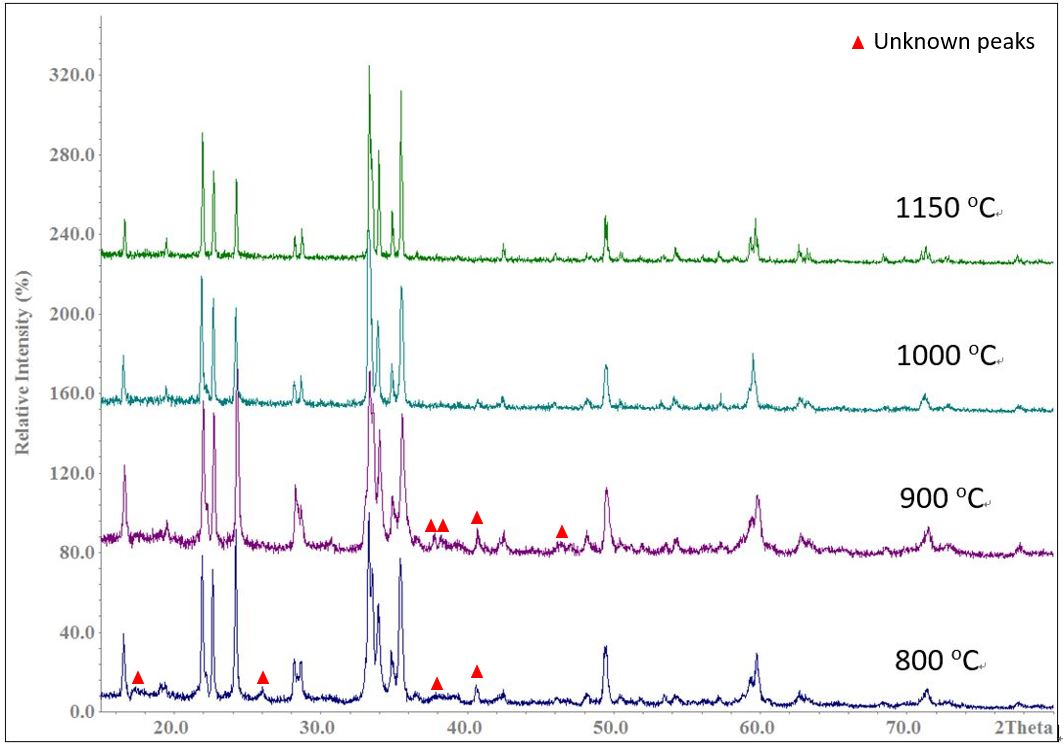 ▲ Unknown peaks
320.0
280.0
1150 °C
240.0
Relative Intensity (%)
200.0
1000 °C
160.0
120.0
900 °C
80.0
40.0
800 °C
0.0
20.0 30.0 40.0 50.0 60.0 70.0 2Theta